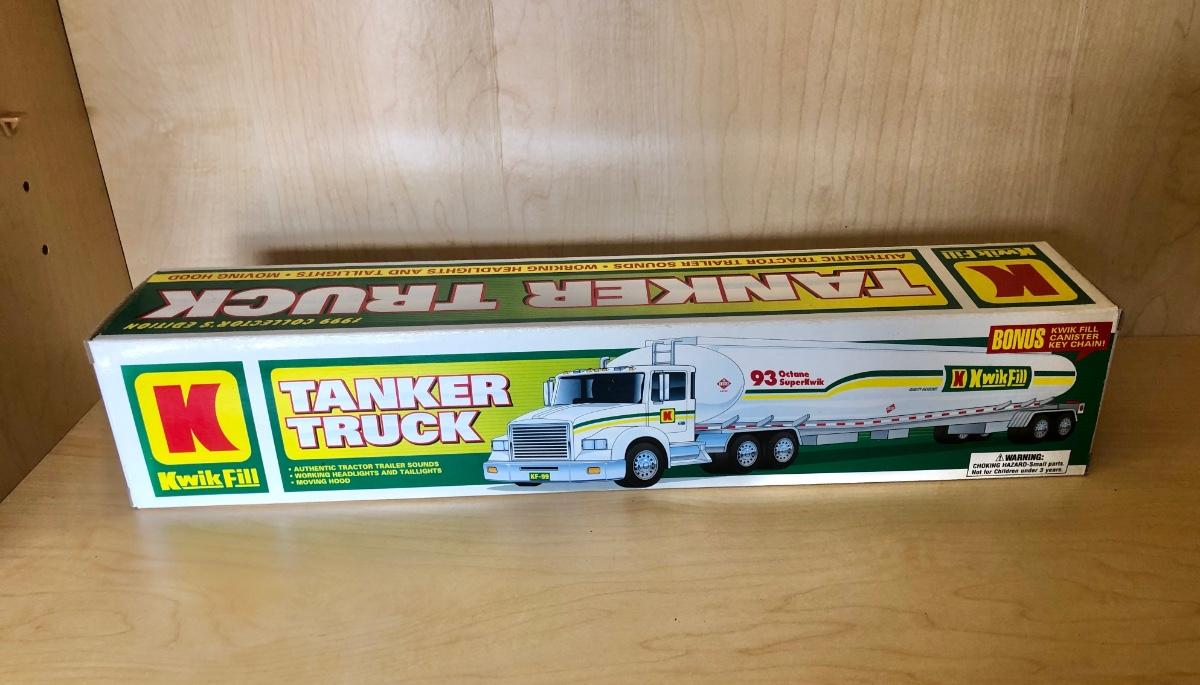 AUTHENTIC TRACTOR TRAILER SOUNDS • WORKING HEADLIGHTS AND TAILLIGHTS • MOVING HOOD
TANKER TRUCK
1999 COLLECTOR'S EDITION
K
Kwik Fill
K
Kwik Fill
TANKER
TRUCK
• AUTHENTIC TRACTOR TRAILER SOUNDS
• WORKING HEADLIGHTS AND TAILLIGHTS
• MOVING HOOD
KF-99
K
93 Octane
SuperKwik
K Kwik Fill
BONUS
KWIK FILL
CANISTER
KEY CHAIN!
⚠ WARNING:
CHOKING HAZARD-Small parts.
Not for Children under 3 years.